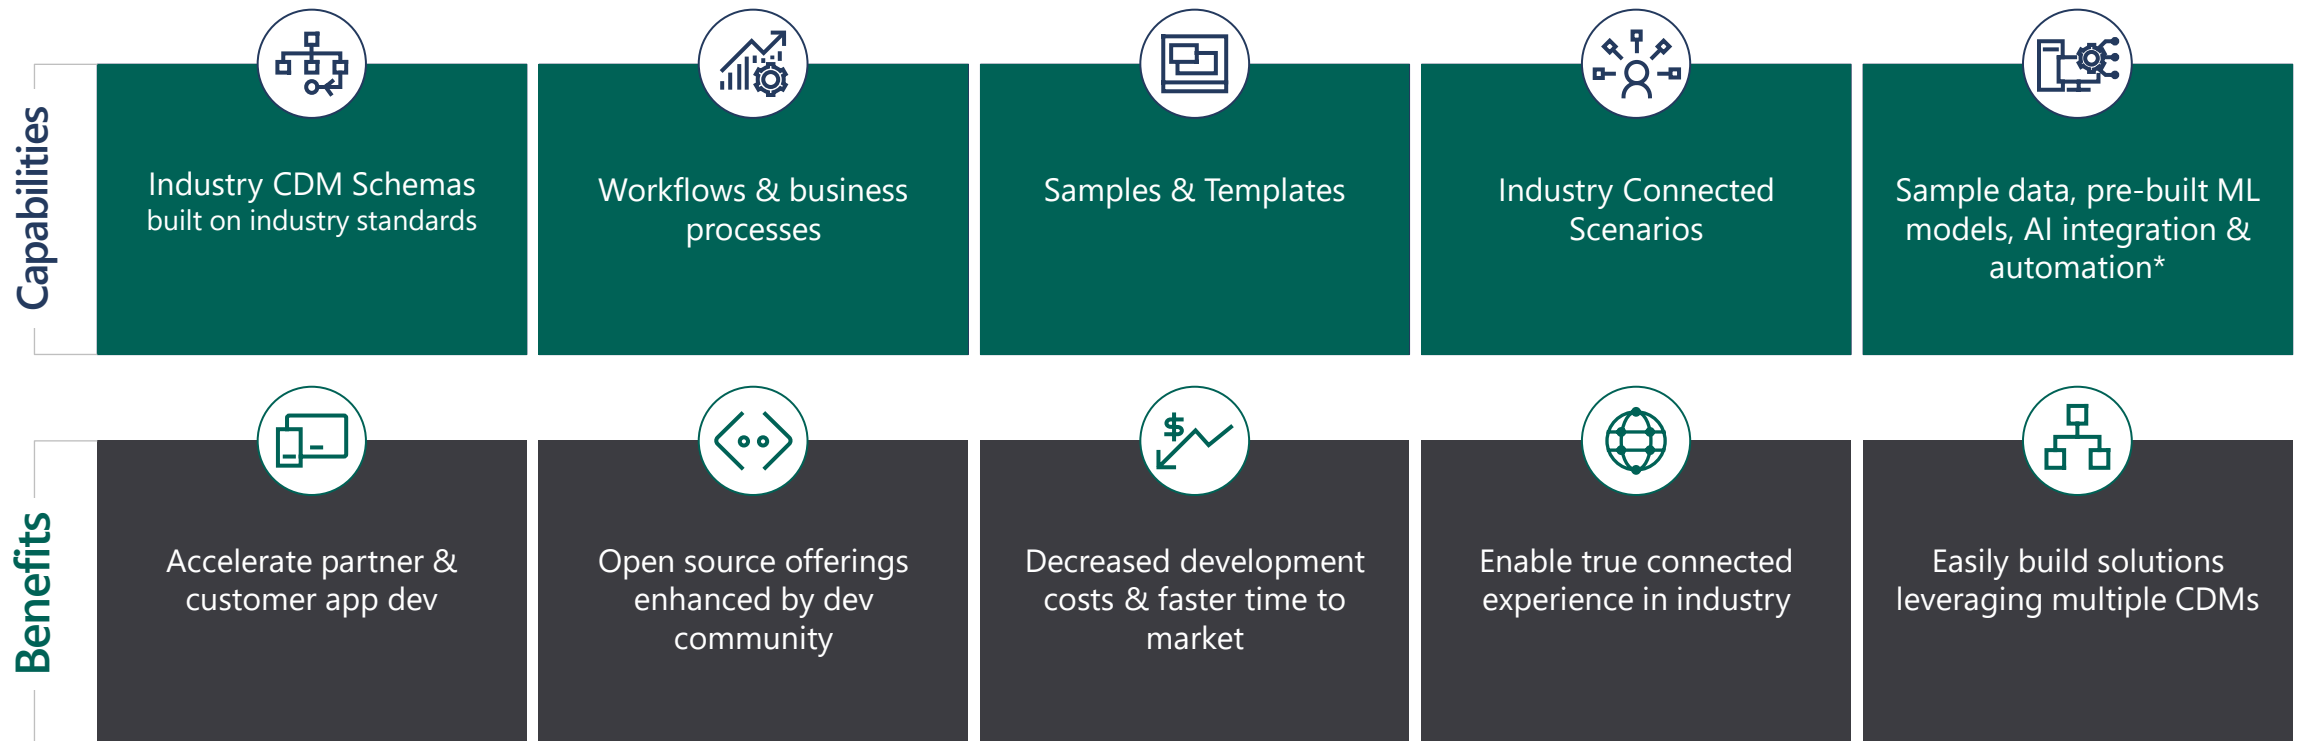 Capabilities
Industry CDM Schemas
built on industry standards
Workflows & business
processes
Samples & Templates
Industry Connected
Scenarios
Sample data, pre-built ML
models, AI integration &
automation*
Benefits
Accelerate partner &
customer app dev
Open source offerings
enhanced by dev
community
$
Decreased development
costs & faster time to
market
Enable true connected
experience in industry
Easily build solutions
leveraging multiple CDMs